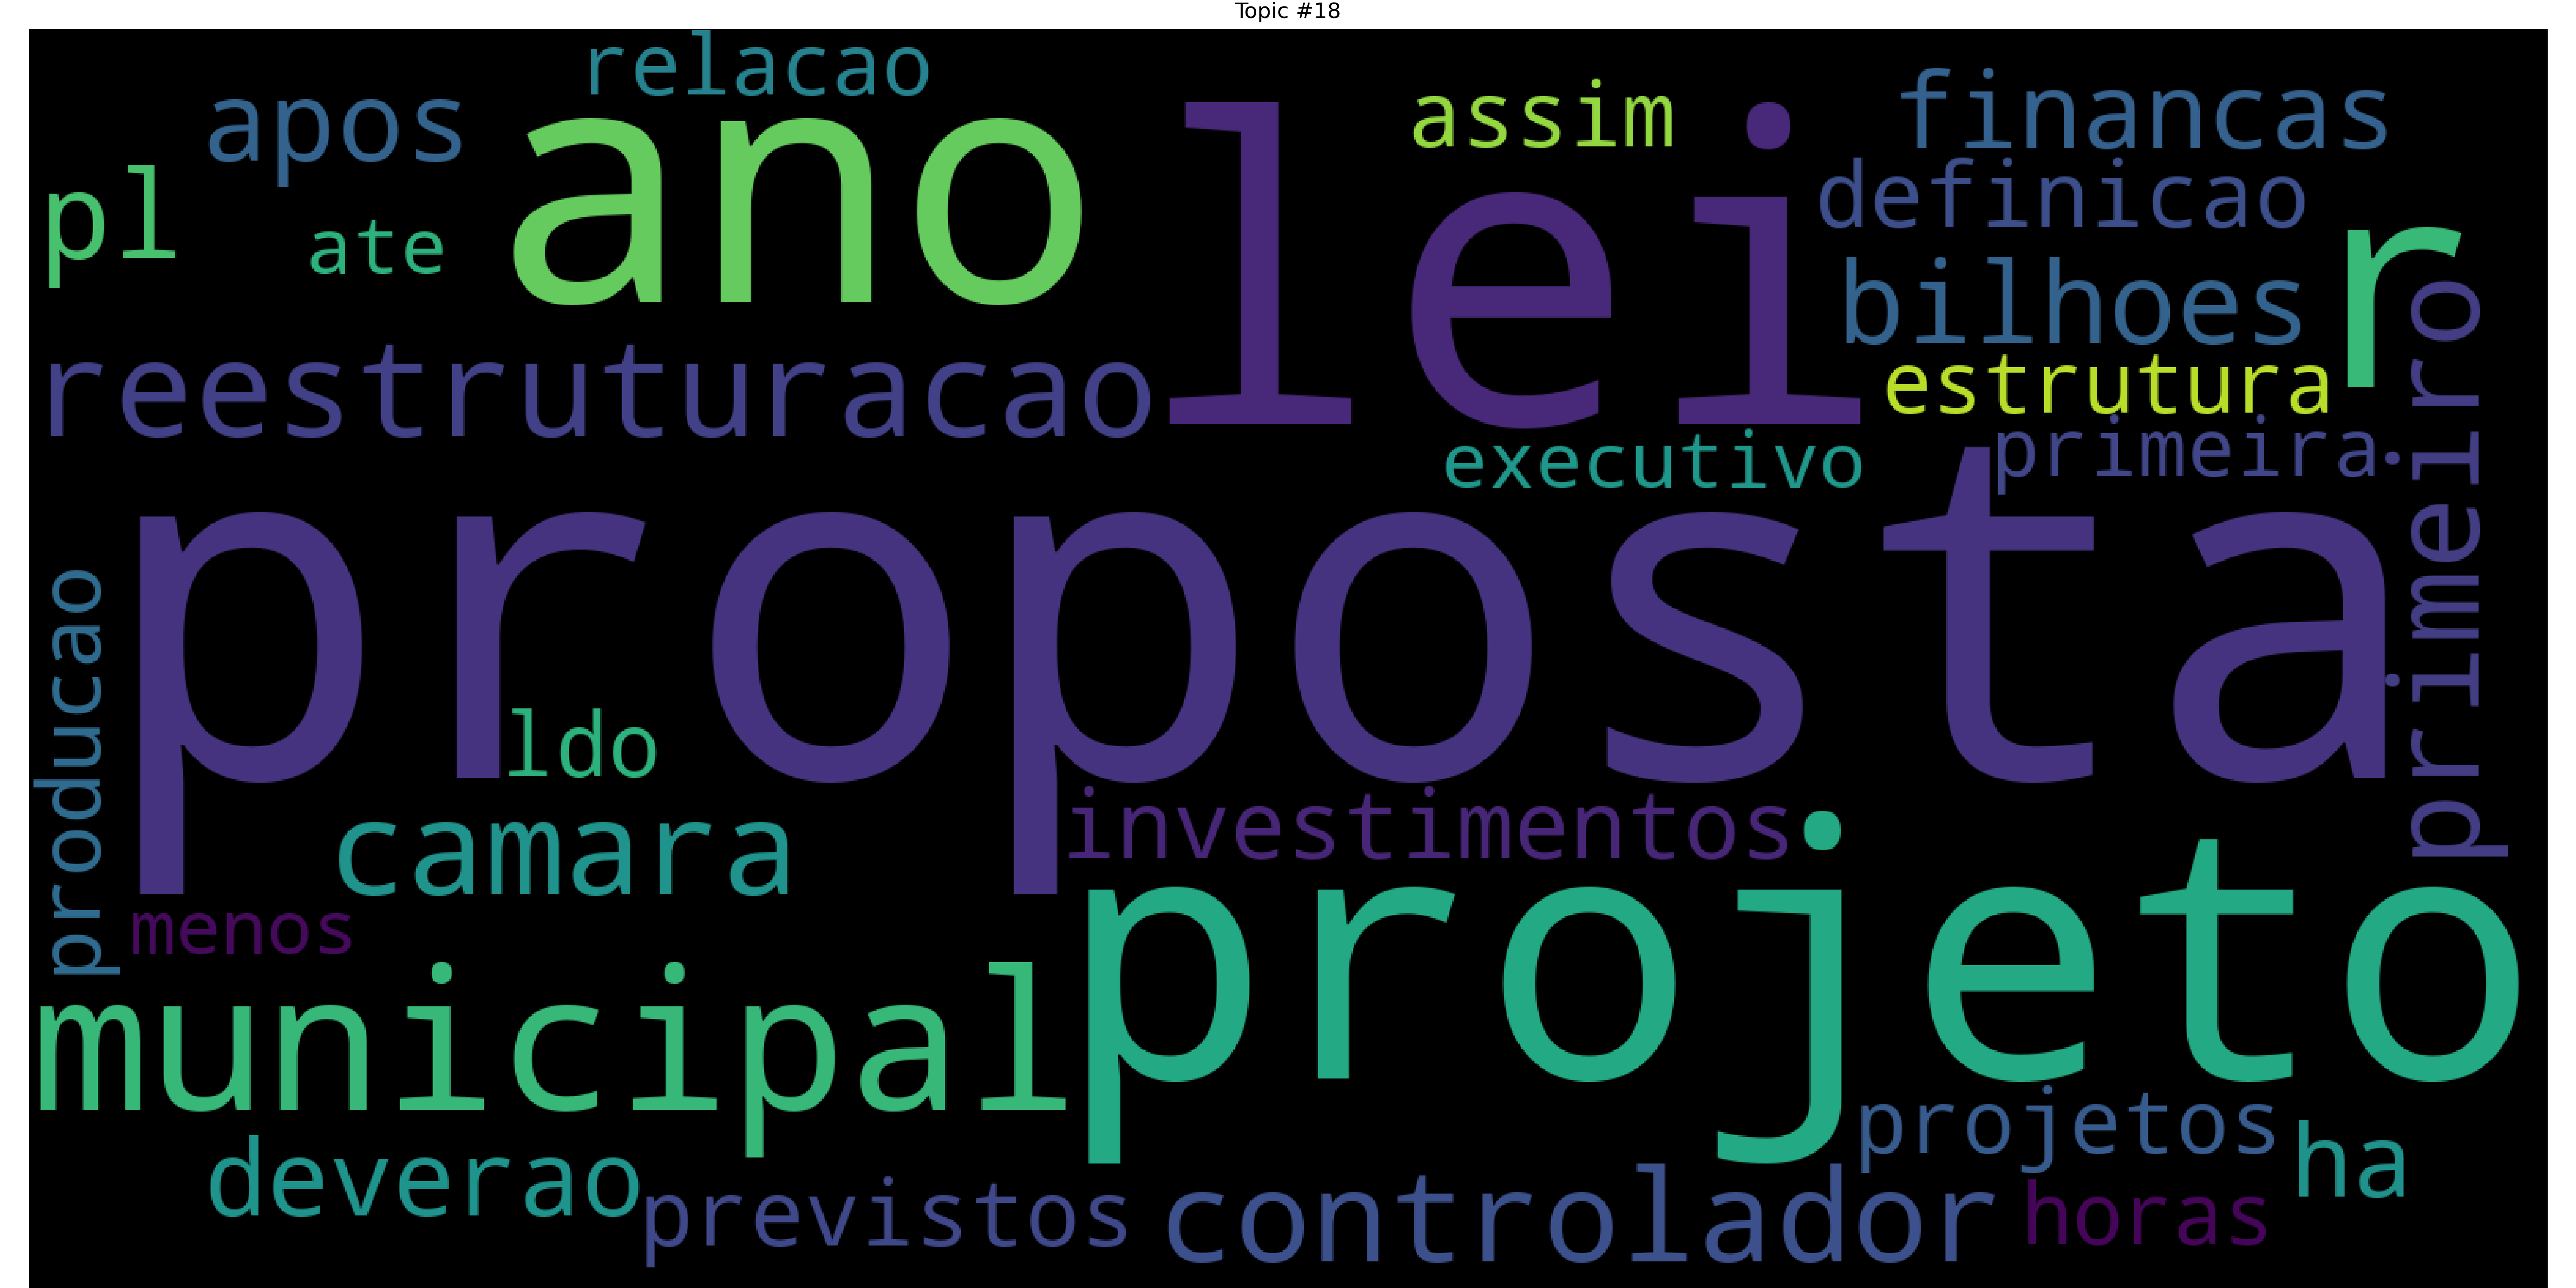 Topic #18
relacao
apos
ano
lei
assim
financas
pl
ate
definicao
r
bilhoes
reestruturacao
estrutura
executivo
primeira
primeiro
proposta
producao
ldo
camara
investimentos
menos
projeto
municipal
deverao
previstos
controlador
projetos
horas
ha